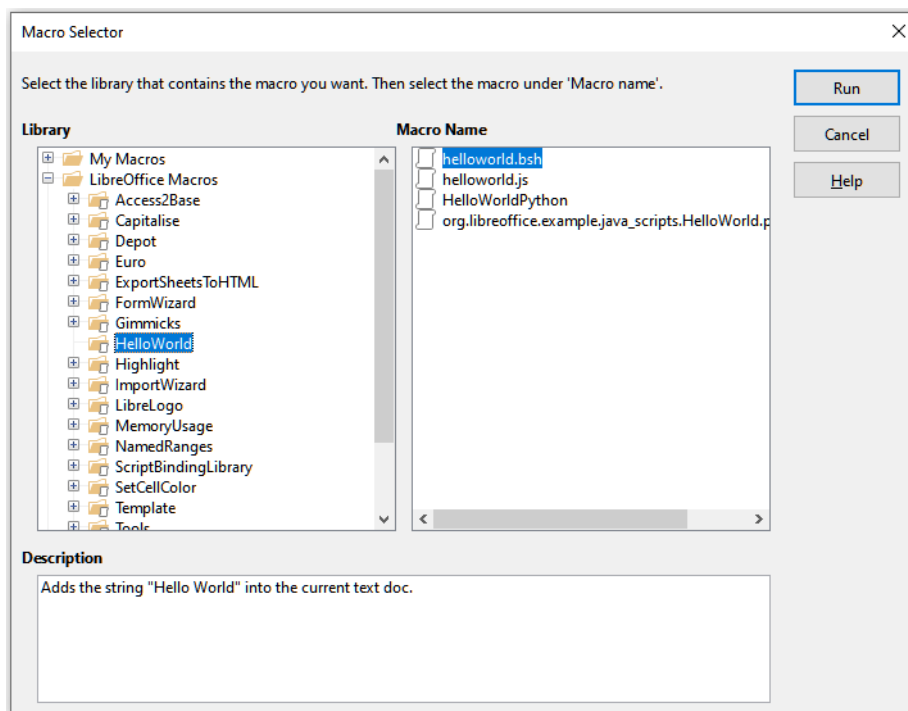 Macro Selector
Select the library that contains the macro you want. Then select the macro under 'Macro name'.
Run
Cancel
Help
Library
My Macros
LibreOffice Macros
Access2Base
Capitalise
Depot
Euro
ExportSheetsToHTML
FormWizard
Gimmicks
HelloWorld
Highlight
ImportWizard
LibreLogo
MemoryUsage
NamedRanges
ScriptBindingLibrary
SetCellColor
Template
Tools
Macro Name
helloworld.bsh
helloworld.js
HelloWorldPython
org.libreoffice.example.java_scripts.HelloWorld.p
Description
Adds the string "Hello World" into the current text doc.